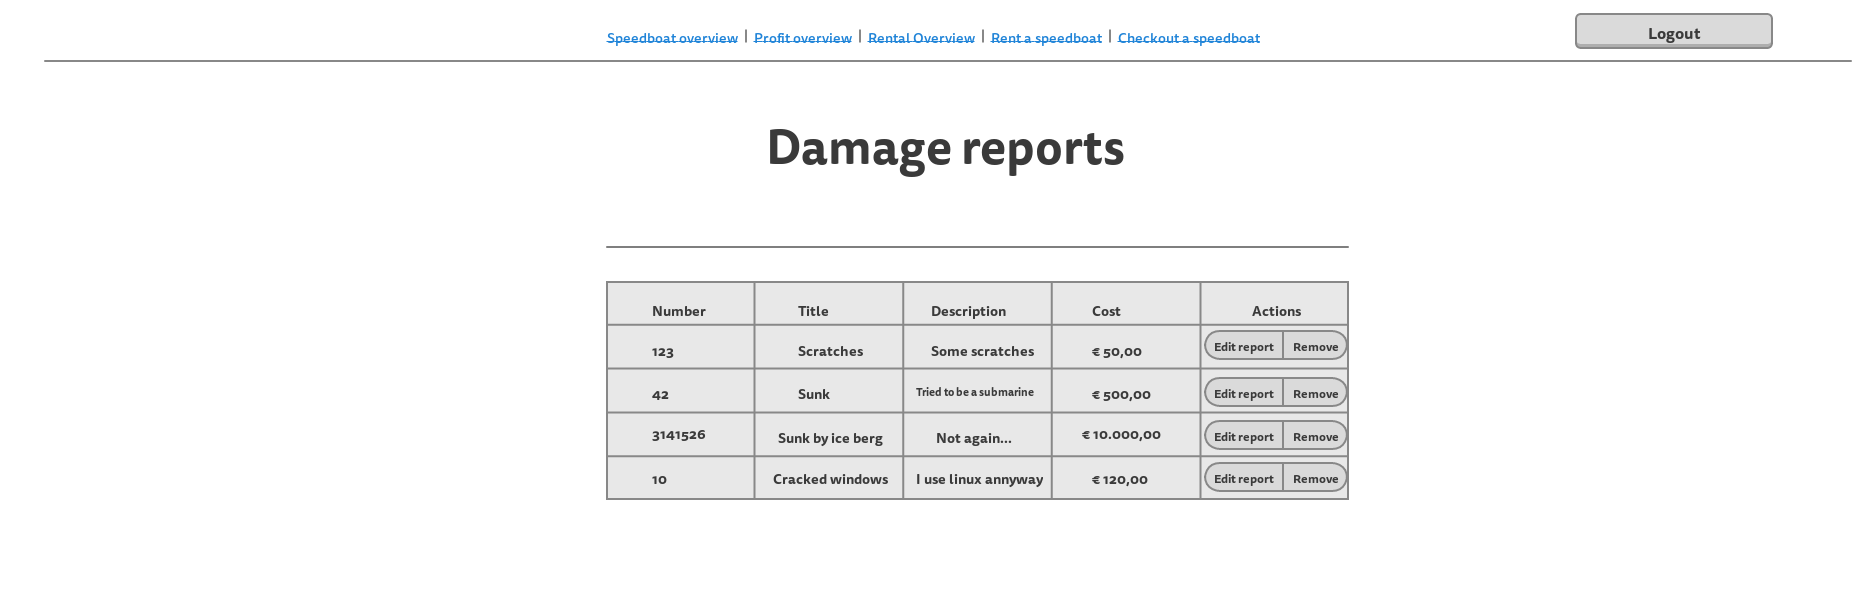 Speedboat overview | Profit overview | Rental Overview | Rent a speedboat | Checkout a speedboat
Logout
Damage reports
Number Title Description Cost Actions
123 Scratches Some scratches € 50,00 Edit report Remove
42 Sunk Tried to be a submarine € 500,00 Edit report Remove
3141526 Sunk by ice berg Not again... € 10.000,00 Edit report Remove
10 Cracked windows I use linux annyway € 120,00 Edit report Remove